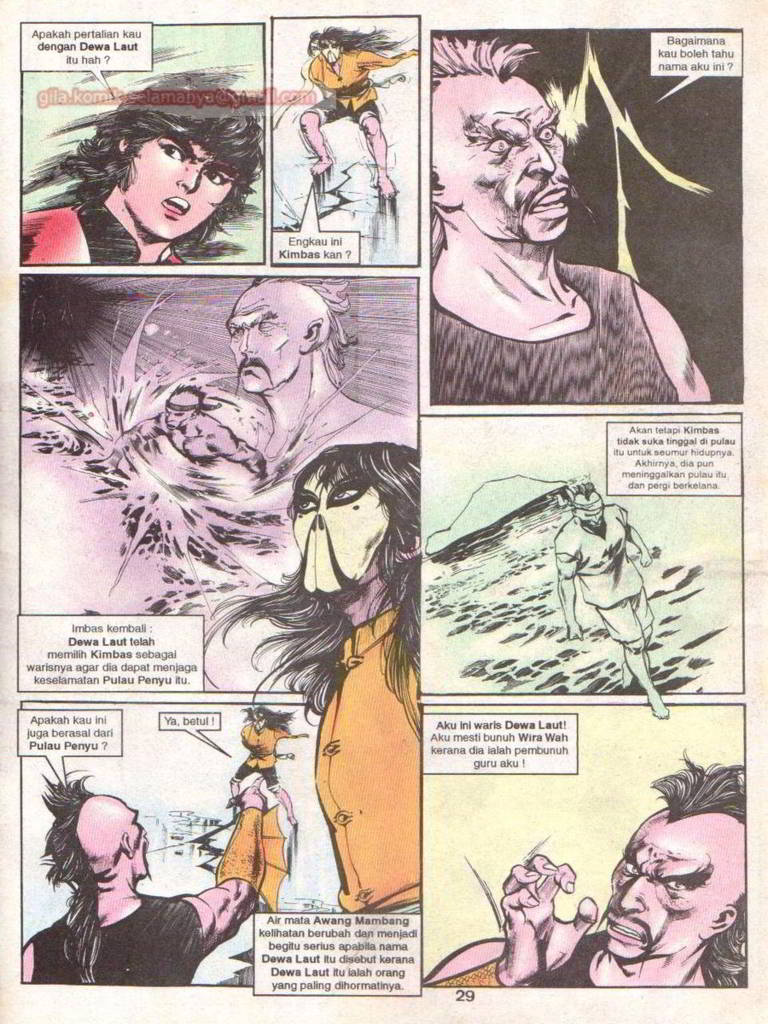 Apakah pertalian kau
dengan Dewa Laut
itu hah ?
gila.komik
selamanya@gmail.com
Engkau ini
Kimbas kan ?
Bagaimana
kau boleh tahu
nama aku ini ?
Imbas kembali :
Dewa Laut telah
memilih Kimbas sebagai
warisnya agar dia dapat menjaga
keselamatan Pulau Penyu itu.
Akan tetapi Kimbas
tidak suka tinggal di pulau
itu untuk seumur hidupnya.
Akhirnya, dia pun
meninggalkan pulau itu
dan pergi berkelana.
Apakah kau ini
juga berasal dari
Pulau Penyu ?
Ya, betul !
Air mata Awang Mambang
kelihatan berubah dan menjadi
begitu serius apabila nama
Dewa Laut itu disebut kerana
Dewa Laut itu ialah orang
yang paling dihormatinya.
Aku ini waris Dewa Laut!
Aku mesti bunuh Wira Wah
kerana dia ialah pembunuh
guru aku !
29